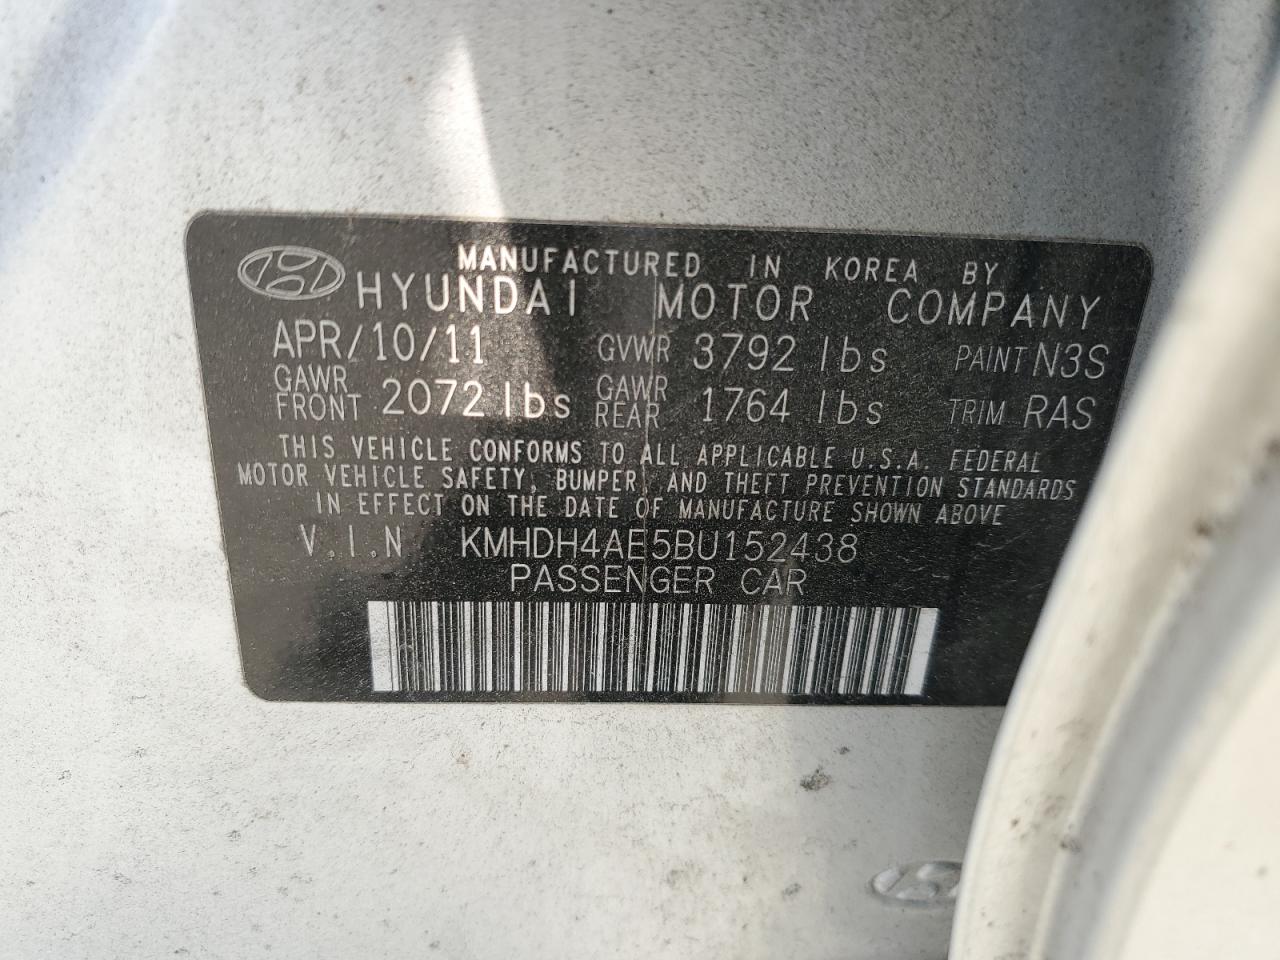 MANUFACTURED IN KOREA BY
HYUNDAI MOTOR COMPANY
APR/10/11 GVWR 3792 lbs PAINT N3S
GAWR FRONT 2072 lbs GAWR REAR 1764 lbs TRIM RAS
THIS VEHICLE CONFORMS TO ALL APPLICABLE U.S.A. FEDERAL
MOTOR VEHICLE SAFETY, BUMPER, AND THEFT PREVENTION STANDARDS
IN EFFECT ON THE DATE OF MANUFACTURE SHOWN ABOVE
V.I.N KMHDH4AE5BU152438
PASSENGER CAR